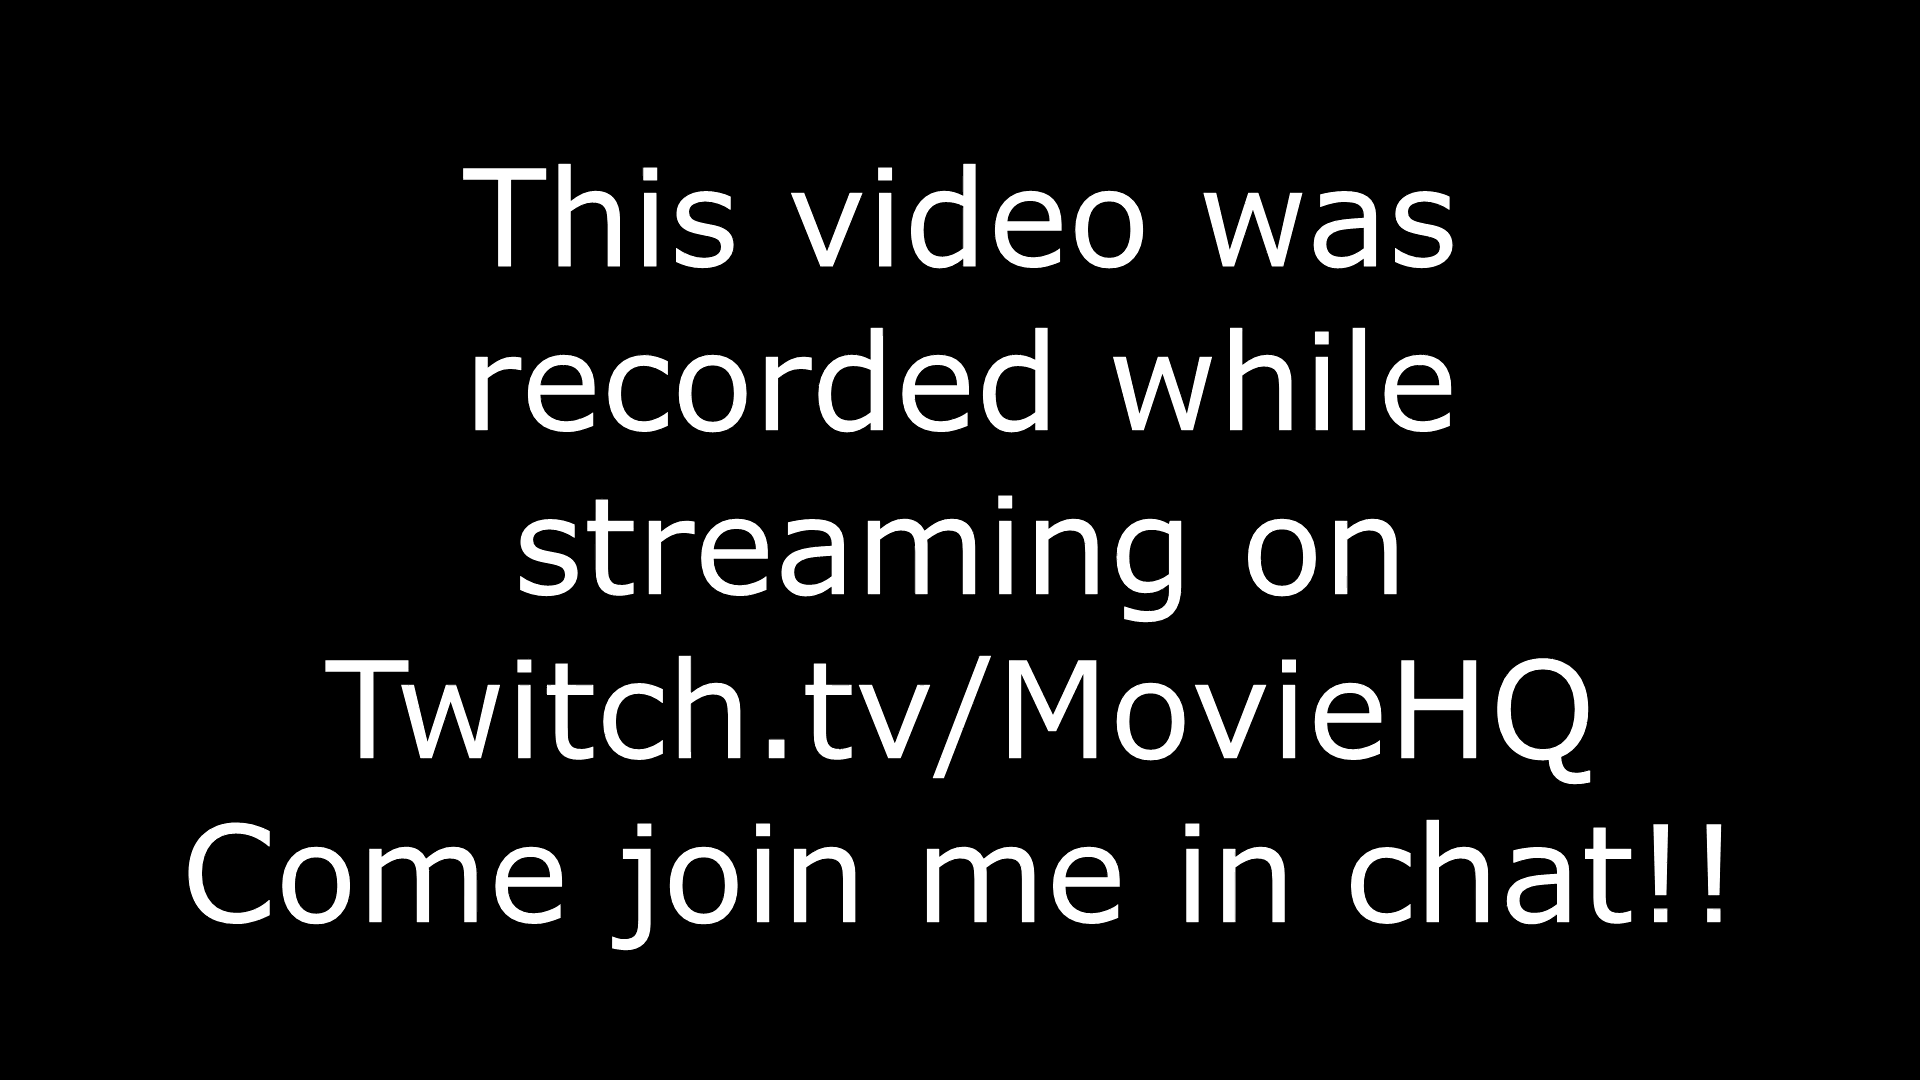 This video was
recorded while
streaming on
Twitch.tv/MovieHQ
Come join me in chat!!